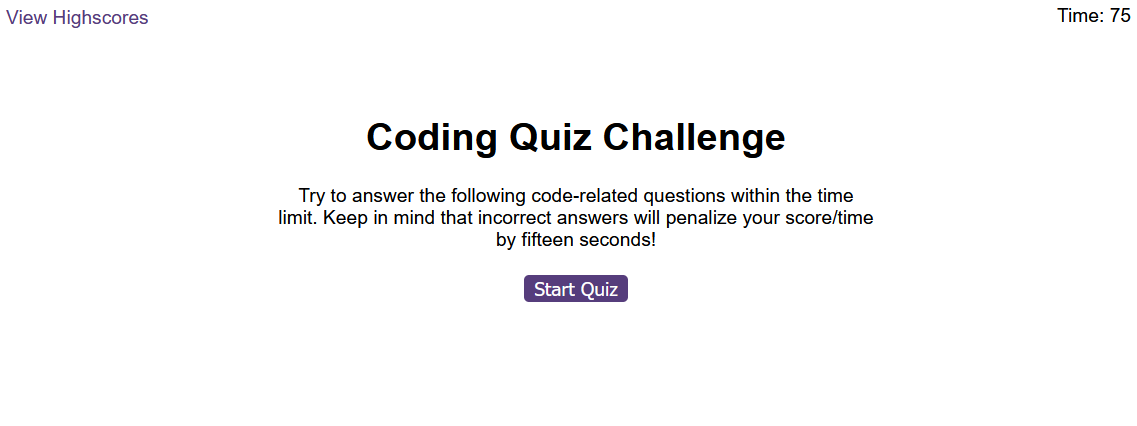 View Highscores
Time: 75
Coding Quiz Challenge
Try to answer the following code-related questions within the time
limit. Keep in mind that incorrect answers will penalize your score/time
by fifteen seconds!
Start Quiz